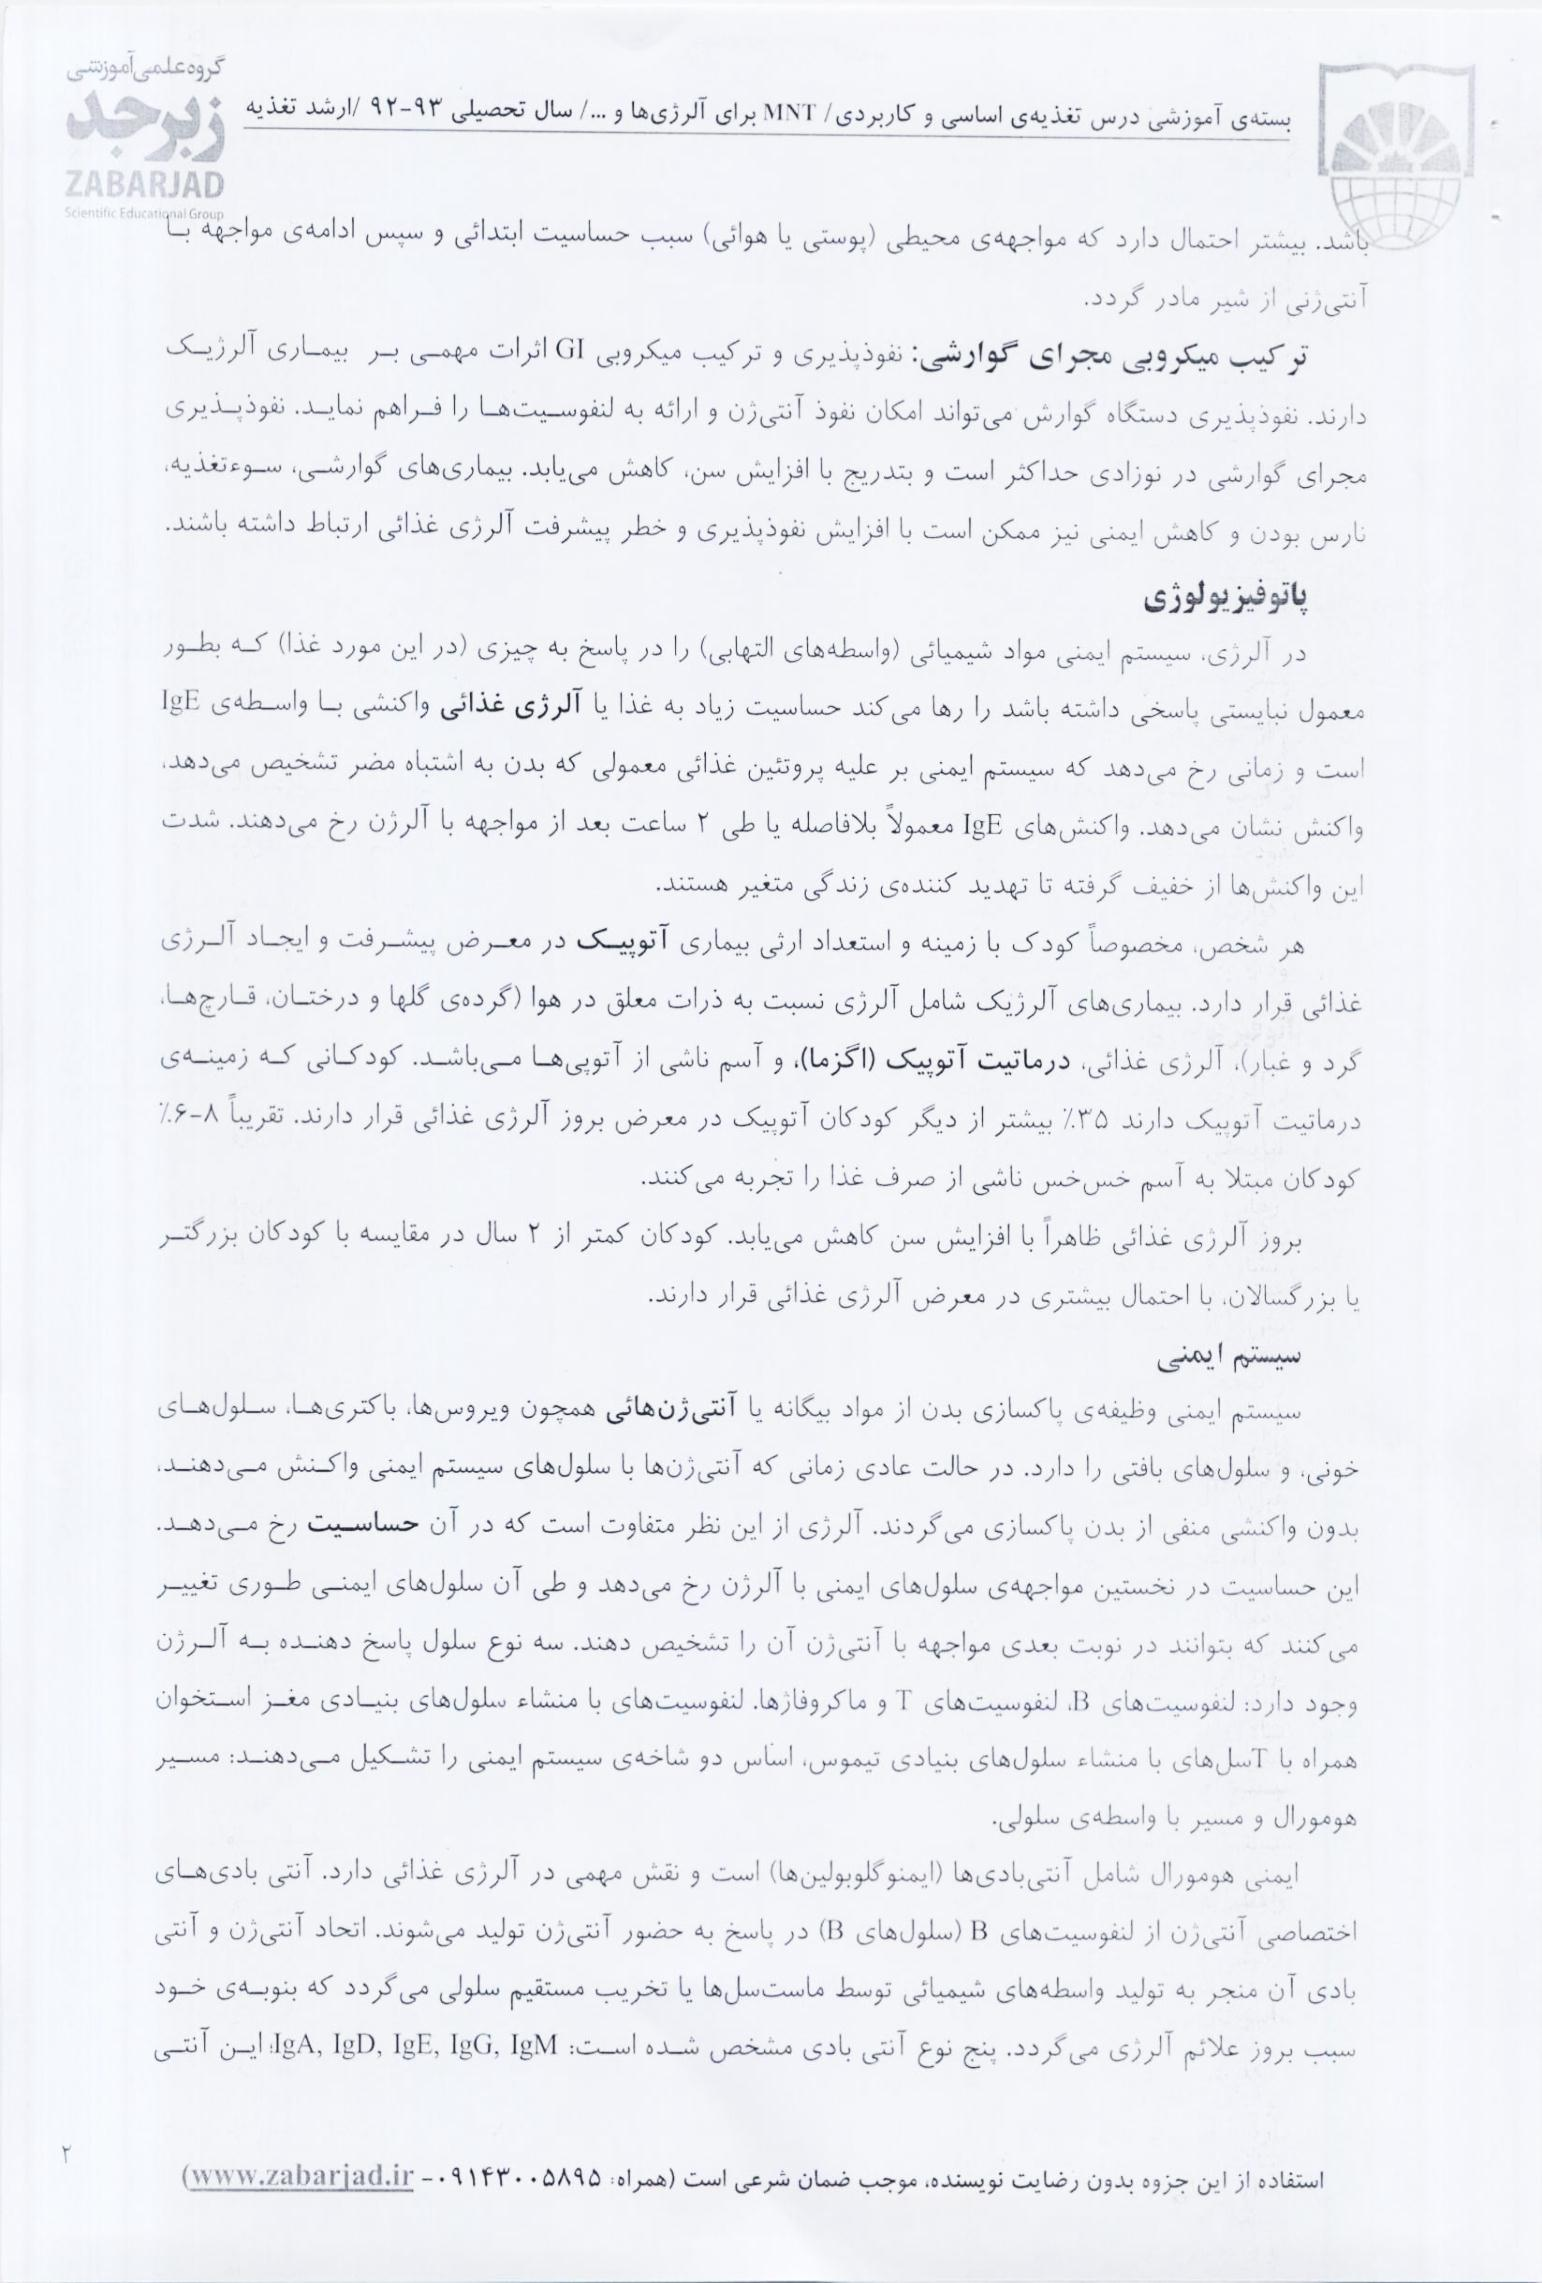 گروه علمی آموزشی
زبرجد
ZABARJAD
Scientific Educational Group
بسته‌ی آموزشی درس تغذیه‌ی اساسی و کاربردی/ MNT برای آلرژی‌ها و .../ سال تحصیلی ۹۳-۹۲ /ارشد تغذیه
باشد. بیشتر احتمال دارد که مواجهه‌ی محیطی (پوستی یا هوائی) سبب حساسیت ابتدائی و سپس ادامه‌ی مواجهه با
آنتی‌ژنی از شیر مادر گردد.
ترکیب میکروبی مجرای گوارشی: نفوذپذیری و ترکیب میکروبی GI اثرات مهمی بر بیماری آلرژیک
دارند. نفوذپذیری دستگاه گوارش می‌تواند امکان نفوذ آنتی‌ژن و ارائه به لنفوسیت‌ها را فراهم نماید. نفوذپذیری
مجرای گوارشی در نوزادی حداکثر است و بتدریج با افزایش سن، کاهش می‌یابد. بیماری‌های گوارشی، سوءتغذیه،
نارس بودن و کاهش ایمنی نیز ممکن است با افزایش نفوذپذیری و خطر پیشرفت آلرژی غذائی ارتباط داشته باشند.
پاتوفیزیولوژی
در آلرژی، سیستم ایمنی مواد شیمیائی (واسطه‌های التهابی) را در پاسخ به چیزی (در این مورد غذا) که بطور
معمول نبایستی پاسخی داشته باشد را رها می‌کند حساسیت زیاد به غذا یا آلرژی غذائی واکنشی با واسطه‌ی IgE
است و زمانی رخ می‌دهد که سیستم ایمنی بر علیه پروتئین غذائی معمولی که بدن به اشتباه مضر تشخیص می‌دهد،
واکنش نشان می‌دهد. واکنش‌های IgE معمولاً بلافاصله یا طی ۲ ساعت بعد از مواجهه با آلرژن رخ می‌دهند. شدت
این واکنش‌ها از خفیف گرفته تا تهدید کننده‌ی زندگی متغیر هستند.
هر شخص، مخصوصاً کودک با زمینه و استعداد ارثی بیماری آتوپیک در معرض پیشرفت و ایجاد آلرژی
غذائی قرار دارد. بیماری‌های آلرژیک شامل آلرژی نسبت به ذرات معلق در هوا (گرده‌ی گلها و درختان، قارچ‌ها،
گرد و غبار)، آلرژی غذائی، درماتیت آتوپیک (اگزما)، و آسم ناشی از آتوپی‌ها می‌باشد. کودکانی که زمینه‌ی
درماتیت آتوپیک دارند ۳۵٪ بیشتر از دیگر کودکان آتوپیک در معرض بروز آلرژی غذائی قرار دارند. تقریباً ۸-۶٪
کودکان مبتلا به آسم خس‌خس ناشی از صرف غذا را تجربه می‌کنند.
بروز آلرژی غذائی ظاهراً با افزایش سن کاهش می‌یابد. کودکان کمتر از ۲ سال در مقایسه با کودکان بزرگتر
یا بزرگسالان، با احتمال بیشتری در معرض آلرژی غذائی قرار دارند.
سیستم ایمنی
سیستم ایمنی وظیفه‌ی پاکسازی بدن از مواد بیگانه یا آنتی‌ژن‌هائی همچون ویروس‌ها، باکتری‌ها، سلول‌های
خونی، و سلول‌های بافتی را دارد. در حالت عادی زمانی که آنتی‌ژن‌ها با سلول‌های سیستم ایمنی واکنش می‌دهند،
بدون واکنشی منفی از بدن پاکسازی می‌گردند. آلرژی از این نظر متفاوت است که در آن حساسیت رخ می‌دهد.
این حساسیت در نخستین مواجهه‌ی سلول‌های ایمنی با آلرژن رخ می‌دهد و طی آن سلول‌های ایمنی طوری تغییر
می‌کنند که بتوانند در نوبت بعدی مواجهه با آنتی‌ژن آن را تشخیص دهند. سه نوع سلول پاسخ دهنده به آلرژن
وجود دارد: لنفوسیت‌های B، لنفوسیت‌های T و ماکروفاژها. لنفوسیت‌های با منشاء سلول‌های بنیادی مغز استخوان
همراه با Tسل‌های با منشاء سلول‌های بنیادی تیموس، اساس دو شاخه‌ی سیستم ایمنی را تشکیل می‌دهند: مسیر
هومورال و مسیر با واسطه‌ی سلولی.
ایمنی هومورال شامل آنتی‌بادی‌ها (ایمنوگلوبولین‌ها) است و نقش مهمی در آلرژی غذائی دارد. آنتی بادی‌های
اختصاصی آنتی‌ژن از لنفوسیت‌های B (سلول‌های B) در پاسخ به حضور آنتی‌ژن تولید می‌شوند. اتحاد آنتی‌ژن و آنتی
بادی آن منجر به تولید واسطه‌های شیمیائی توسط ماست‌سل‌ها یا تخریب مستقیم سلولی می‌گردد که بنوبه‌ی خود
سبب بروز علائم آلرژی می‌گردد. پنج نوع آنتی بادی مشخص شده است: IgA, IgD, IgE, IgG, IgM؛ این آنتی
۲
استفاده از این جزوه بدون رضایت نویسنده، موجب ضمان شرعی است (همراه: ۰۹۱۴۳۰۰۵۸۹۵- www.zabarjad.ir)